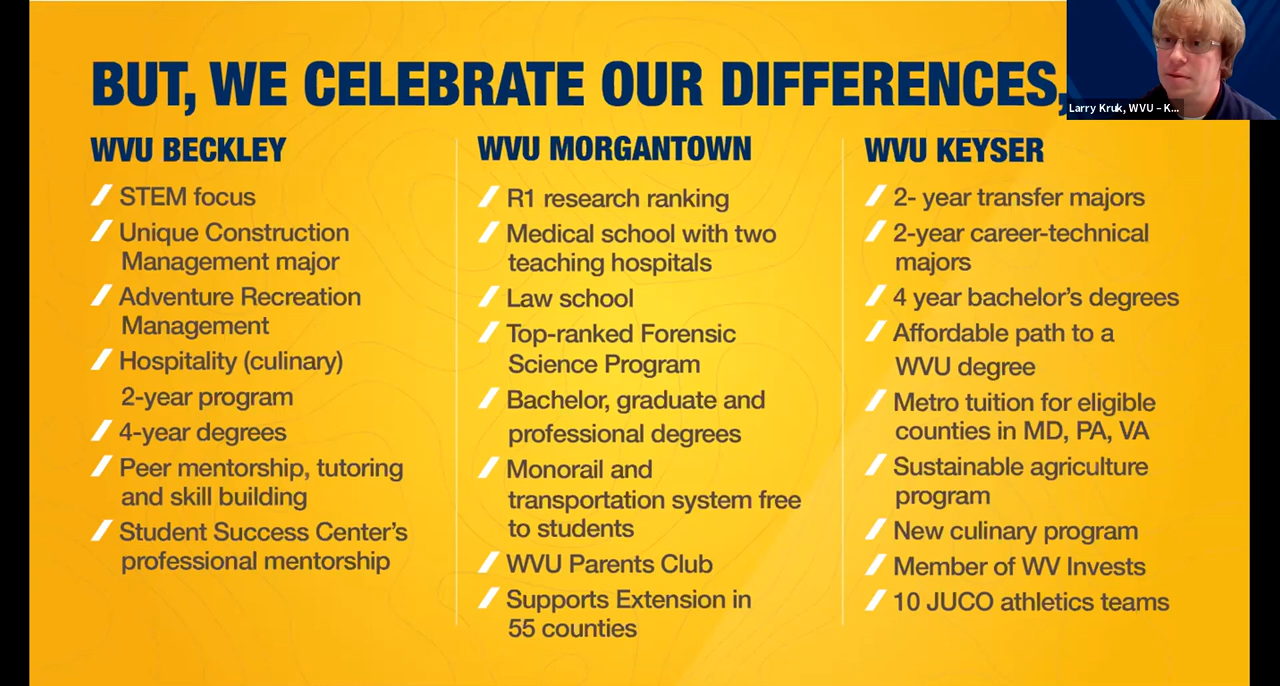 BUT, WE CELEBRATE OUR DIFFERENCES,
Larry Kruk, WVU - K...
WVU BECKLEY
STEM focus
Unique Construction
Management major
Adventure Recreation
Management
Hospitality (culinary)
2-year program
4-year degrees
Peer mentorship, tutoring
and skill building
Student Success Center's
professional mentorship
WVU MORGANTOWN
R1 research ranking
Medical school with two
teaching hospitals
Law school
Top-ranked Forensic
Science Program
Bachelor, graduate and
professional degrees
Monorail and
transportation system free
to students
WVU Parents Club
Supports Extension in
55 counties
WVU KEYSER
2- year transfer majors
2-year career-technical
majors
4 year bachelor's degrees
Affordable path to a
WVU degree
Metro tuition for eligible
counties in MD, PA, VA
Sustainable agriculture
program
New culinary program
Member of WV Invests
10 JUCO athletics teams